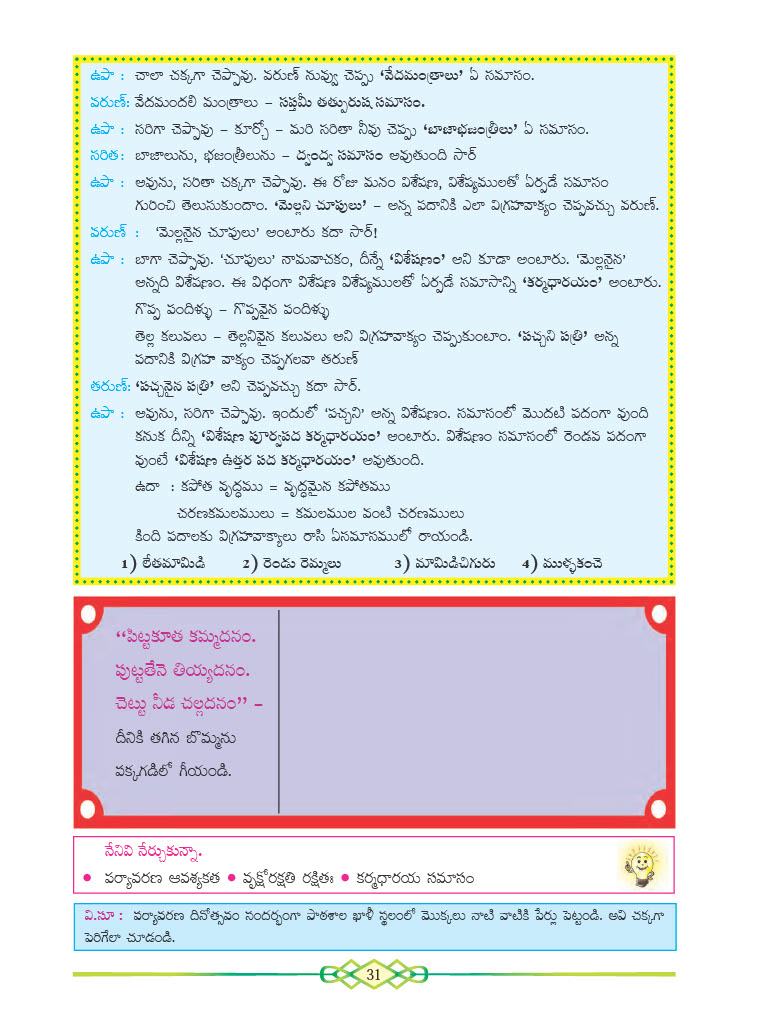 ఉపా : చాలా చక్కగా చెప్పావు. వరుణ్ నువ్వు చెప్పు ‘వేదమంత్రాలు’ ఏ సమాసం.
వరుణ్: వేదమందలి మంత్రాలు – సప్తమీ తత్పురుష సమాసం.
ఉపా : సరిగా చెప్పావు – కూర్చో – మరి సరితా నీవు చెప్పు ‘బాజాభజంత్రీలు’ ఏ సమాసం.
సరిత: బాజాలును, భజంత్రీలును – ద్వంద్వ సమాసం అవుతుంది సార్
ఉపా : అవును, సరితా చక్కగా చెప్పావు. ఈ రోజు మనం విశేషణ, విశేష్యములతో ఏర్పడే సమాసం
గురించి తెలుసుకుందాం. ‘మెల్లని చూపులు’ – అన్న పదానికి ఎలా విగ్రహవాక్యం చెప్పవచ్చు వరుణ్.
వరుణ్ : ‘మెల్లనైన చూపులు’ అంటారు కదా సార్!
ఉపా : బాగా చెప్పావు. ‘చూపులు’ నామవాచకం, దీన్నే ‘విశేషణం’ అని కూడా అంటారు. ‘మెల్లనైన’
అన్నది విశేషణం. ఈ విధంగా విశేషణ విశేష్యములతో ఏర్పడే సమాసాన్ని ‘కర్మధారయం’ అంటారు.
గొప్ప పందిళ్ళు – గొప్పవైన పందిళ్ళు
తెల్ల కలువలు – తెల్లనివైన కలువలు అని విగ్రహవాక్యం చెప్పుకుంటాం. ‘పచ్చని పత్రి’ అన్న
పదానికి విగ్రహ వాక్యం చెప్పగలవా తరుణ్
తరుణ్: ‘పచ్చనైన పత్రి’ అని చెప్పవచ్చు కదా సార్.
ఉపా : అవును, సరిగా చెప్పావు. ఇందులో ‘పచ్చని’ అన్న విశేషణం. సమాసంలో మొదటి పదంగా వుంది
కనుక దీన్ని ‘విశేషణ పూర్వపద కర్మధారయం’ అంటారు. విశేషణం సమాసంలో రెండవ పదంగా
వుంటే ‘విశేషణ ఉత్తర పద కర్మధారయం’ అవుతుంది.
ఉదా : కపోత వృద్ధము = వృద్ధమైన కపోతము
చరణకమలములు = కమలముల వంటి చరణములు
కింది పదాలకు విగ్రహవాక్యాలు రాసి ఏసమాసములో రాయండి.
1) లేతమామిడి 2) రెండు రెమ్మలు 3) మామిడిచిగురు 4) ముళ్ళకంచె
“పిట్టకూత కమ్మదనం.
పుట్టతేనె తియ్యదనం.
చెట్టు నీడ చల్లదనం” –
దీనికి తగిన బొమ్మను
పక్కగడిలో గీయండి.
నేనివి నేర్చుకున్నా.
• పర్యావరణ ఆవశ్యకత • వృక్షోరక్షతి రక్షితః • కర్మధారయ సమాసం
వి.సూ : పర్యావరణ దినోత్సవం సందర్భంగా పాఠశాల ఖాళీ స్థలంలో మొక్కలు నాటి వాటికి పేర్లు పెట్టండి. అవి చక్కగా
పెరిగేలా చూడండి.
31